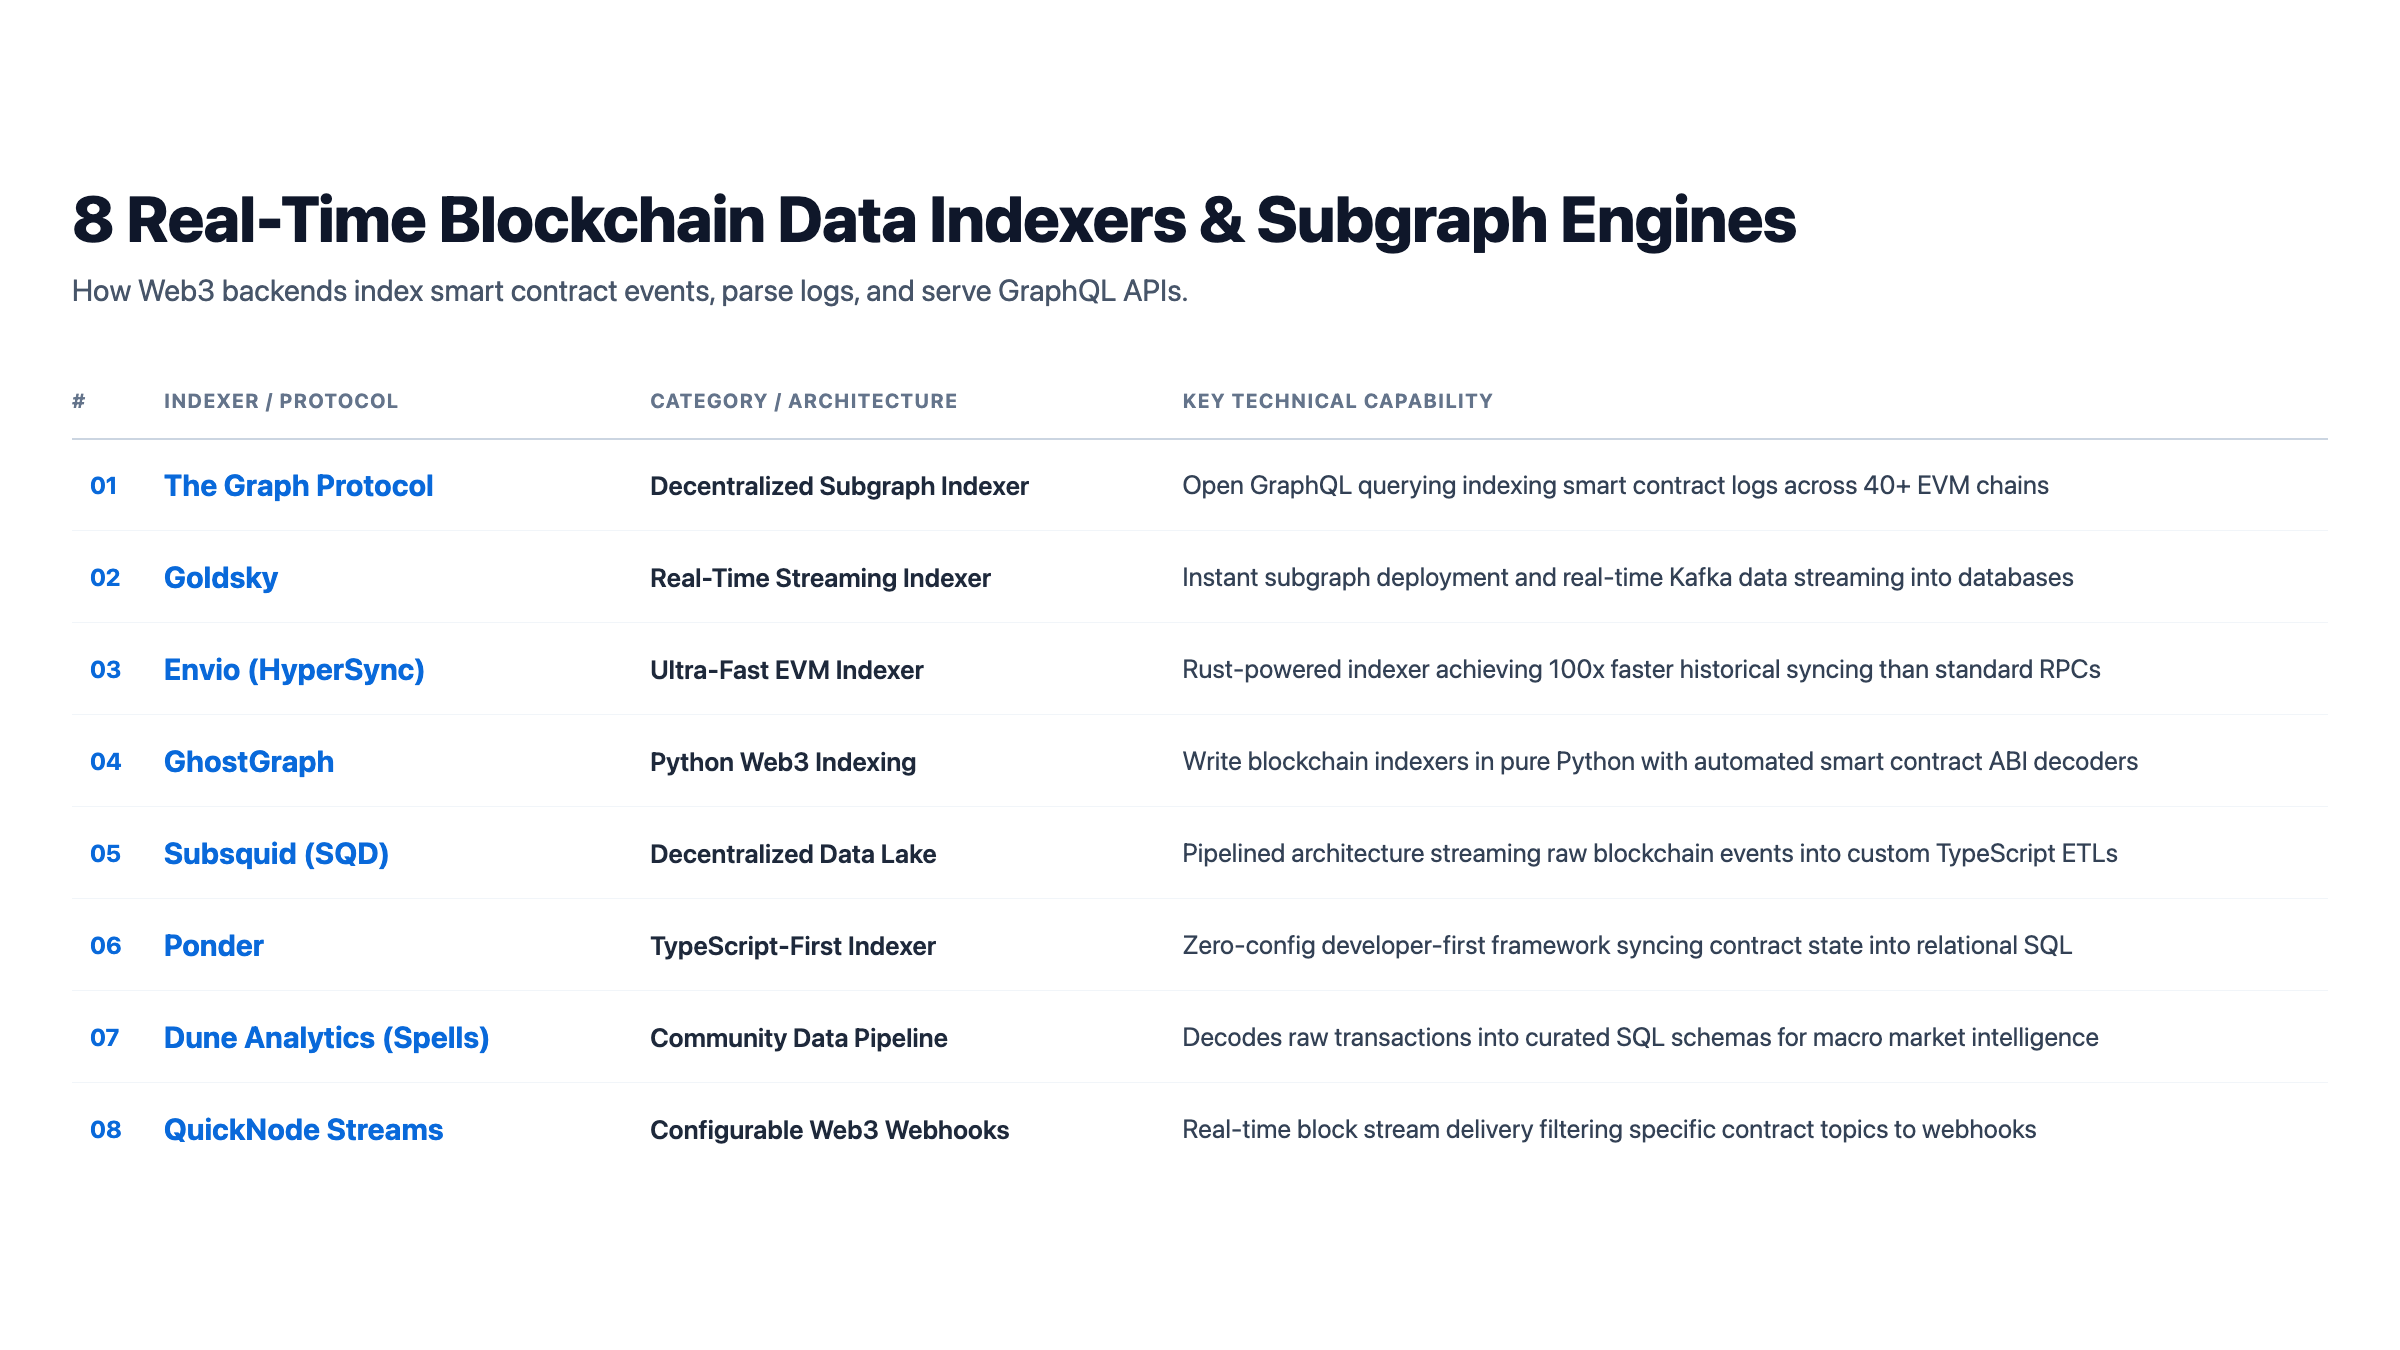 8 Real-Time Blockchain Data Indexers & Subgraph Engines
How Web3 backends index smart contract events, parse logs, and serve GraphQL APIs.
# INDEXER / PROTOCOL CATEGORY / ARCHITECTURE KEY TECHNICAL CAPABILITY
01 The Graph Protocol Decentralized Subgraph Indexer Open GraphQL querying indexing smart contract logs across 40+ EVM chains
02 Goldsky Real-Time Streaming Indexer Instant subgraph deployment and real-time Kafka data streaming into databases
03 Envio (HyperSync) Ultra-Fast EVM Indexer Rust-powered indexer achieving 100x faster historical syncing than standard RPCs
04 GhostGraph Python Web3 Indexing Write blockchain indexers in pure Python with automated smart contract ABI decoders
05 Subsquid (SQD) Decentralized Data Lake Pipelined architecture streaming raw blockchain events into custom TypeScript ETLs
06 Ponder TypeScript-First Indexer Zero-config developer-first framework syncing contract state into relational SQL
07 Dune Analytics (Spells) Community Data Pipeline Decodes raw transactions into curated SQL schemas for macro market intelligence
08 QuickNode Streams Configurable Web3 Webhooks Real-time block stream delivery filtering specific contract topics to webhooks